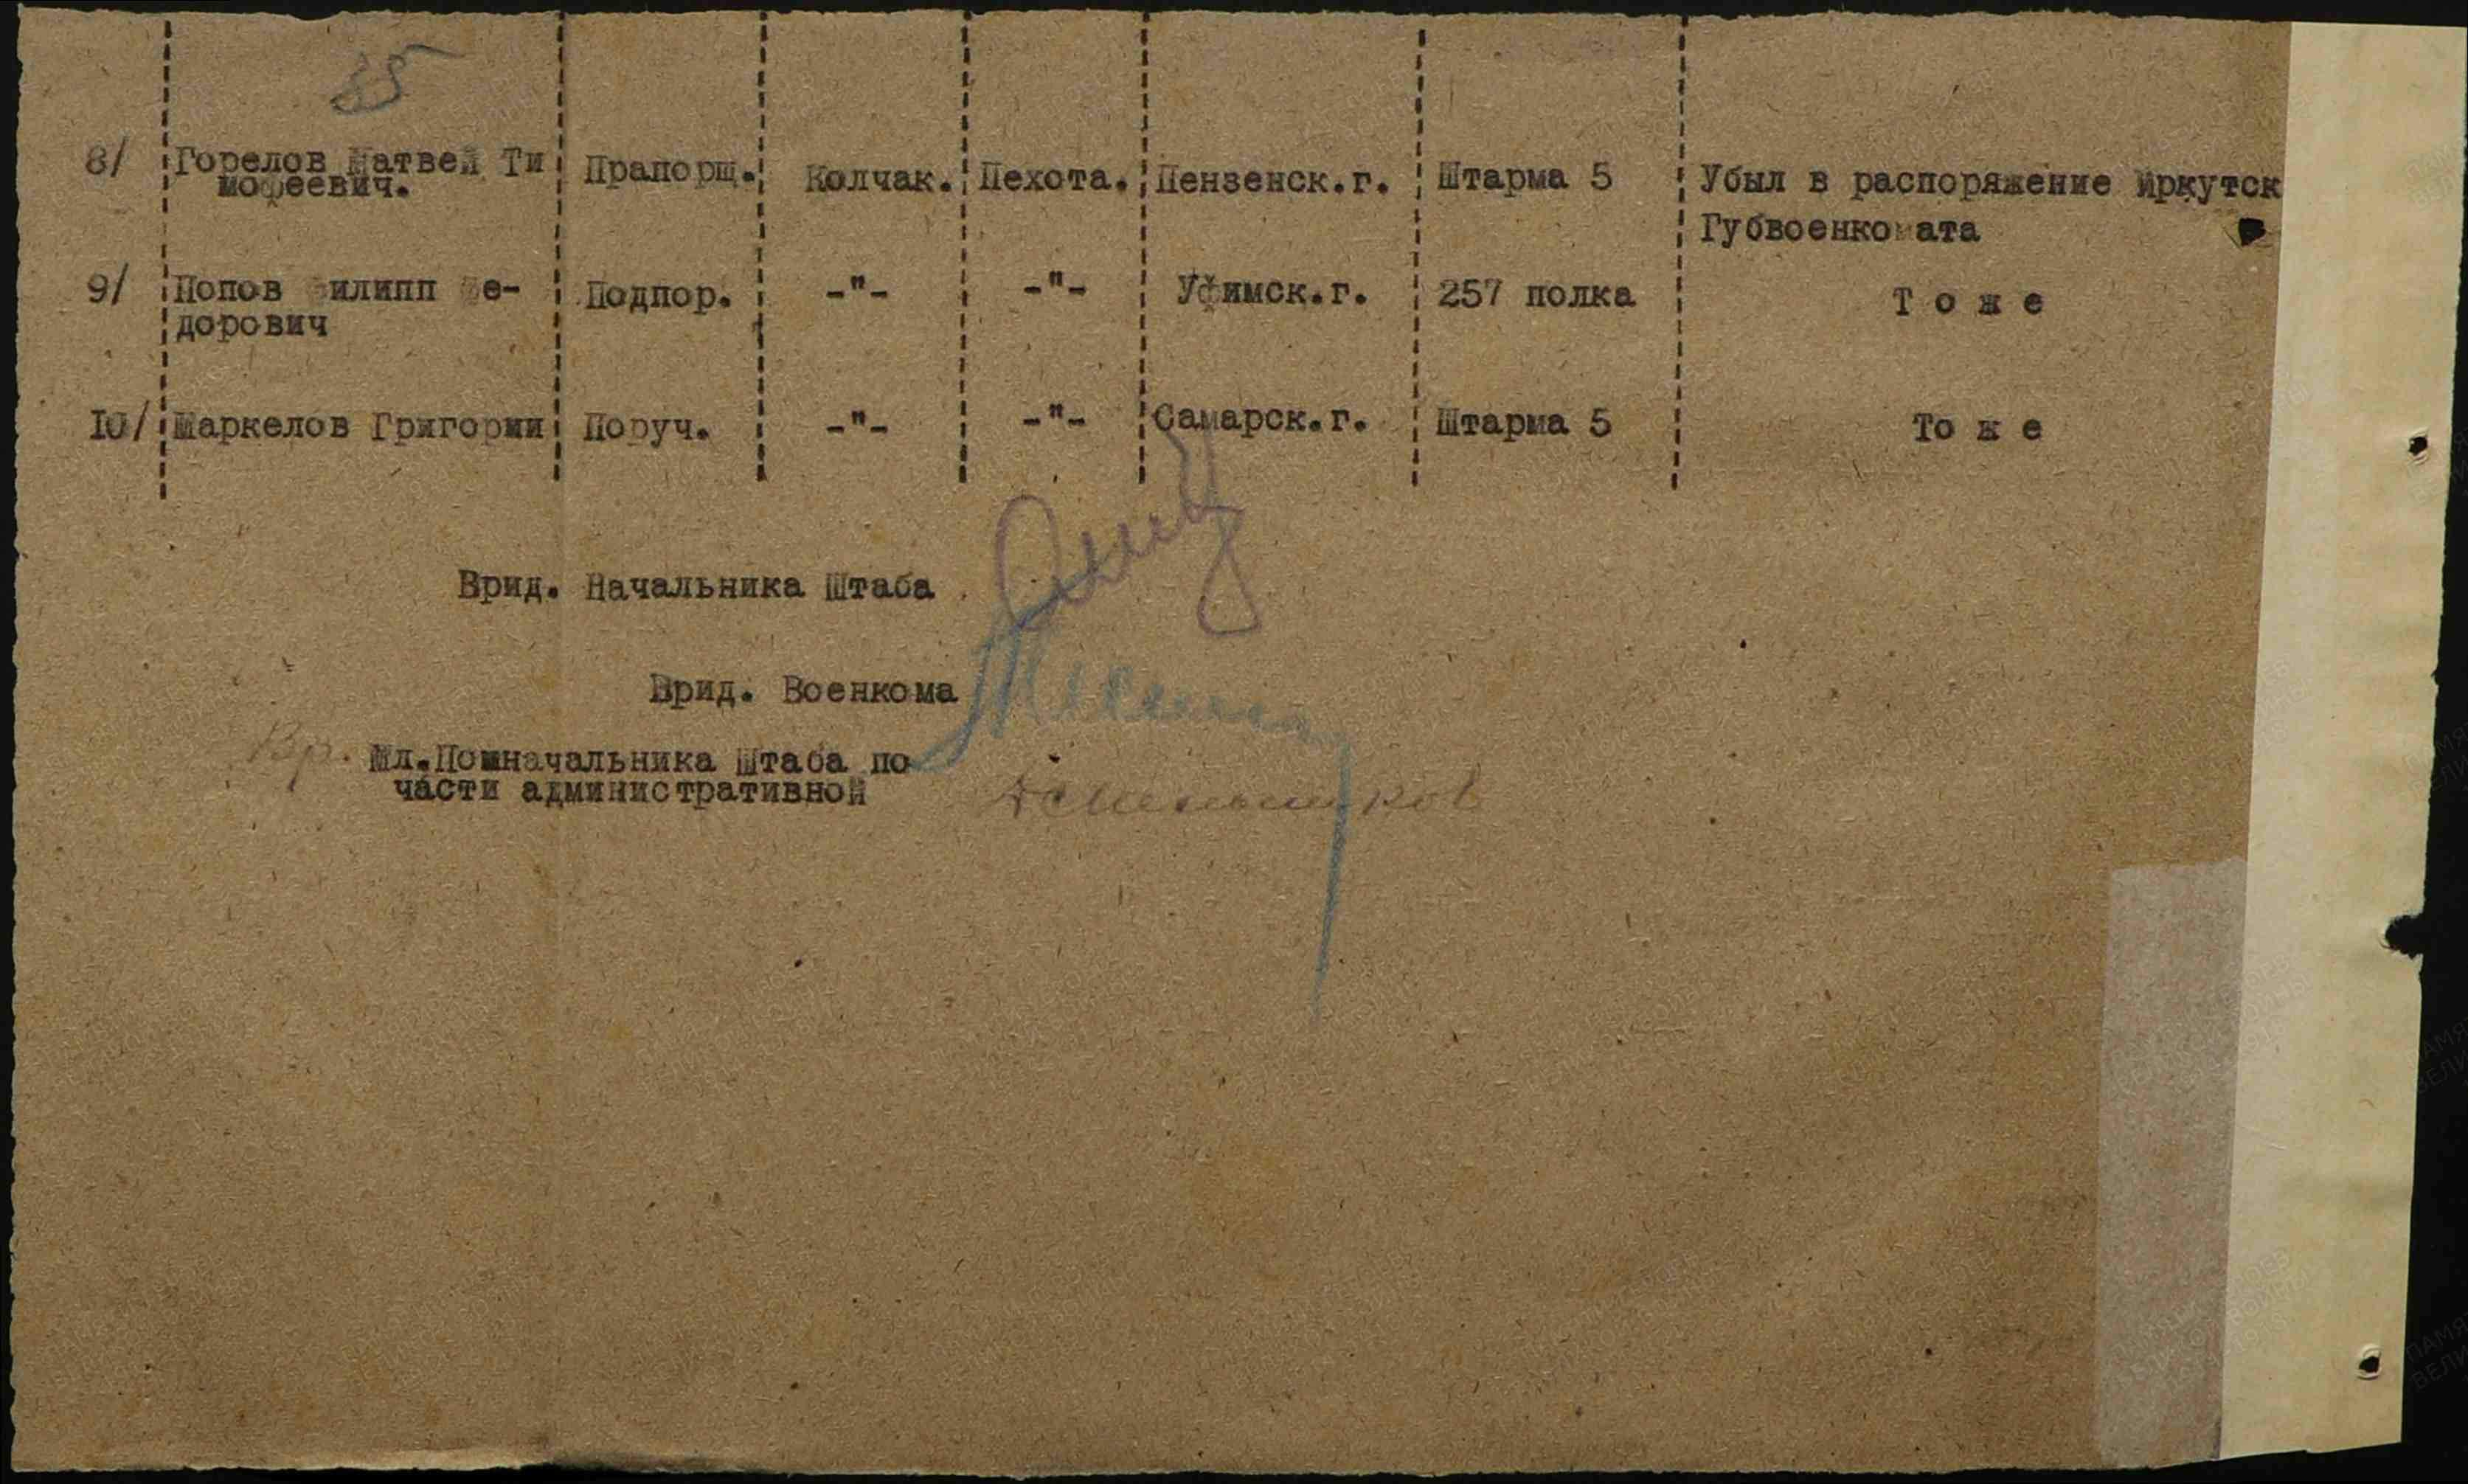 35
8/ Горелов Матвей Ти Прапорщ. Колчак. Пехота. Пензенск.г. Штарма 5 Убыл в распоряжение Иркутск
мофеевич. Губвоенкомата
9/ Попов Филипп Фе- Подпор. -"- -"- Уфимск.г. 257 полка Т о ж е
дорович
10/ Маркелов Григории Поруч. -"- -"- Самарск.г. Штарма 5 То ж е
Врид. Начальника Штаба
Врид. Военкома
Вр. Мл.Помначальника Штаба по
части административной